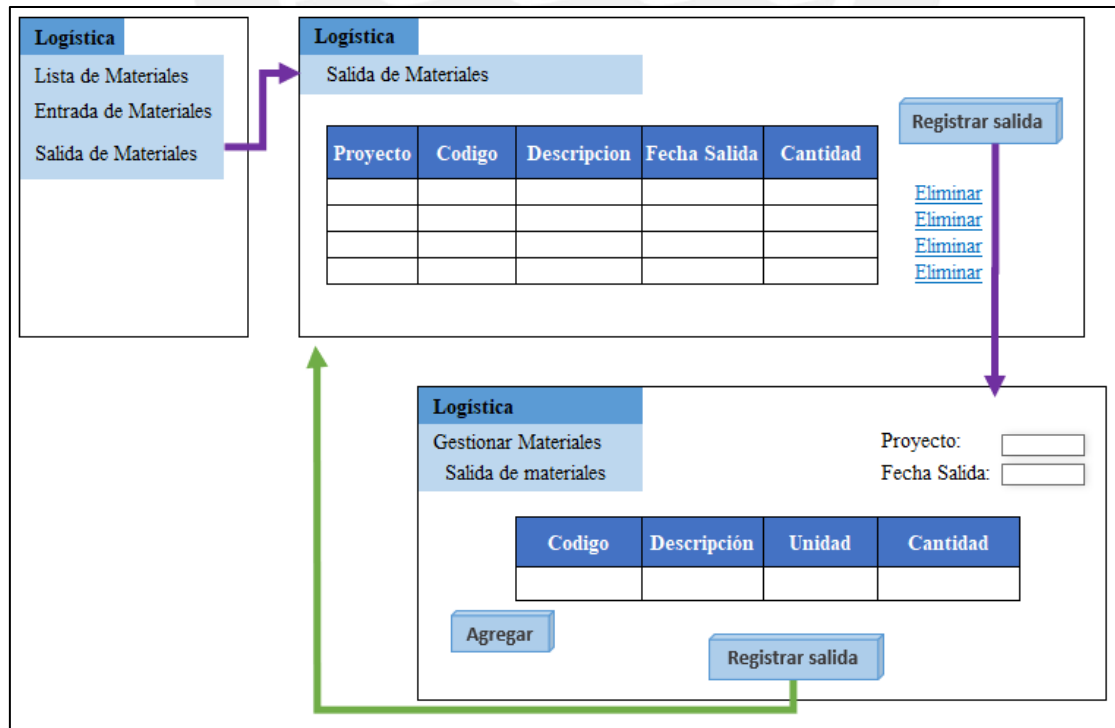 Logística
Lista de Materiales
Entrada de Materiales
Salida de Materiales
Logística
Salida de Materiales
Registrar salida
Proyecto Codigo Descripcion Fecha Salida Cantidad
Eliminar
Eliminar
Eliminar
Eliminar
Logística
Gestionar Materiales
Salida de materiales
Proyecto:
Fecha Salida:
Codigo Descripción Unidad Cantidad
Agregar
Registrar salida